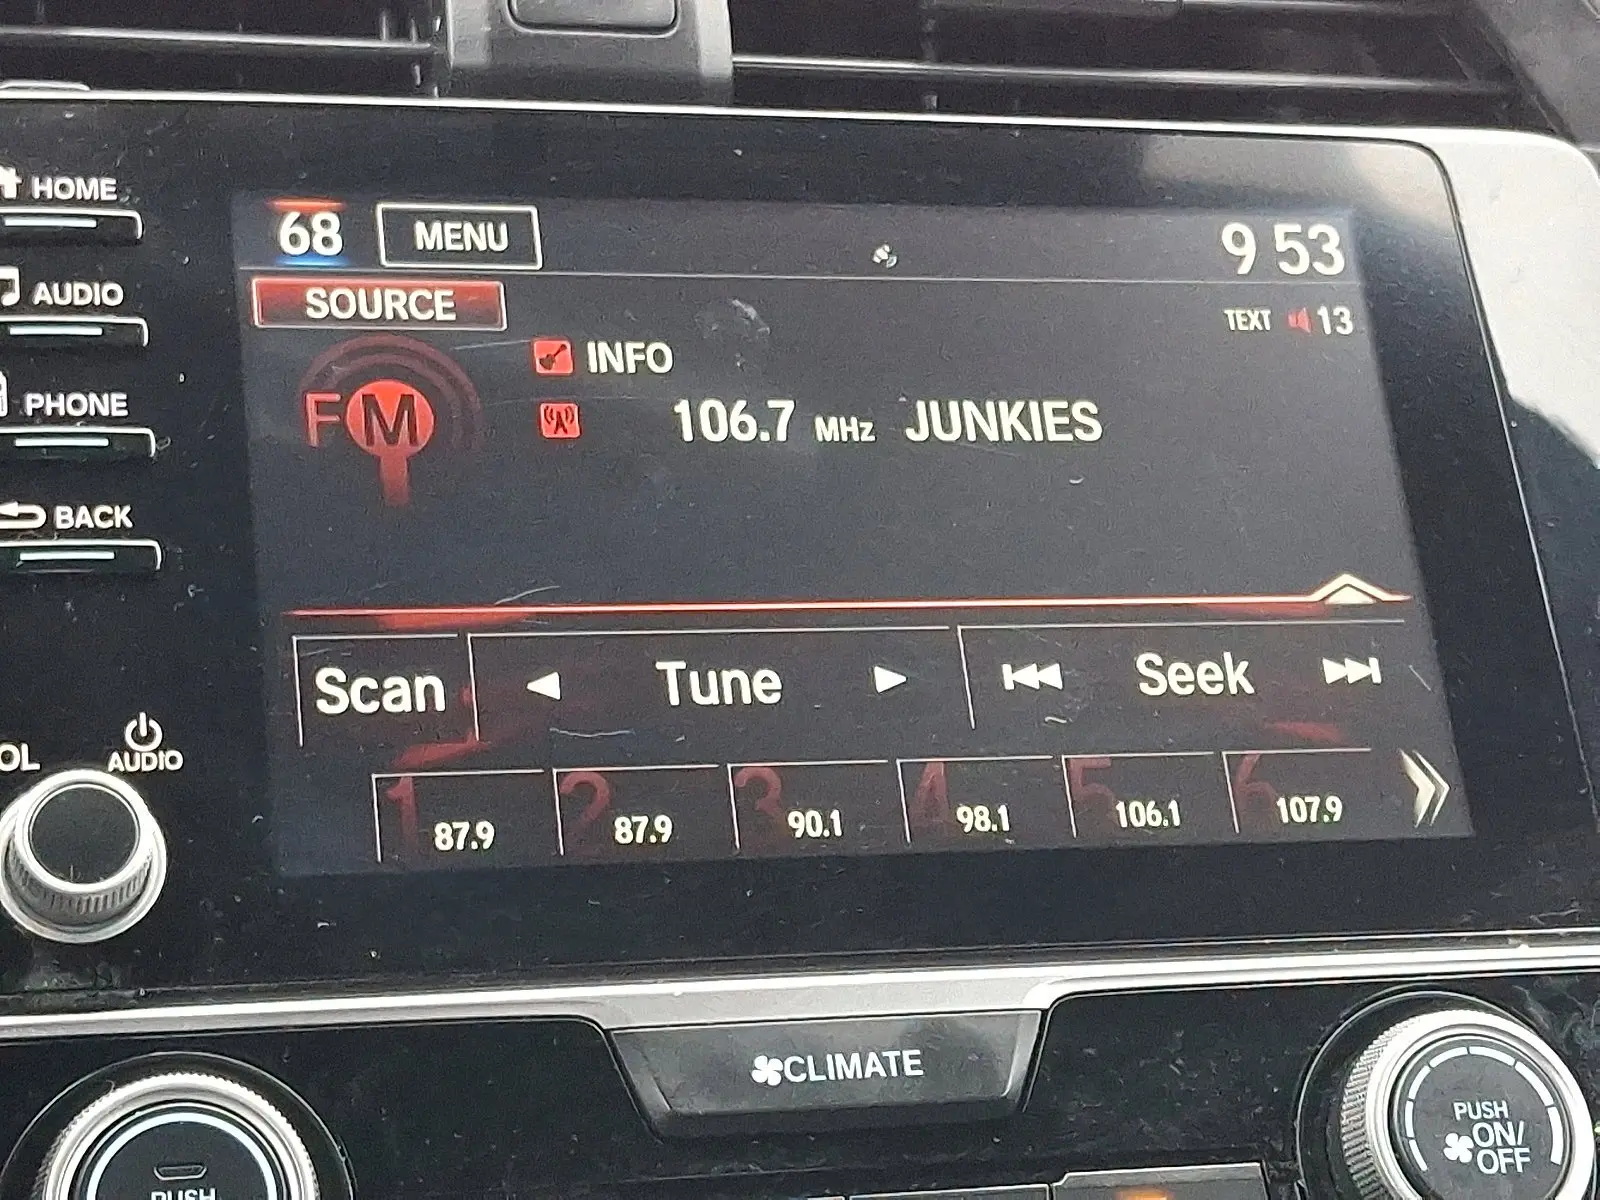 HOME
AUDIO
PHONE
BACK
OL
AUDIO
68 MENU 9 53
SOURCE
TEXT 13
FM
INFO
106.7 MHz JUNKIES
Scan Tune Seek
1 87.9 2 87.9 3 90.1 4 98.1 5 106.1 6 107.9
CLIMATE
PUSH
PUSH
ON/
OFF